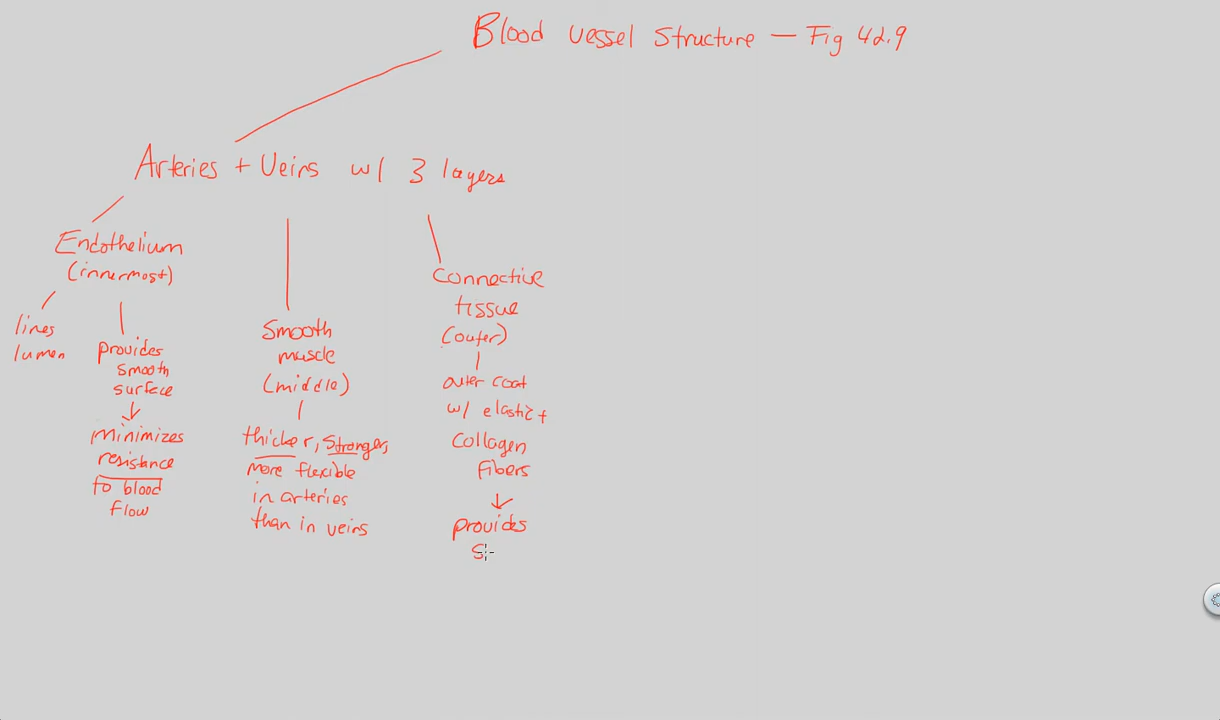 Blood vessel structure — Fig 42.9
Arteries + Veins w/ 3 layers
Endothelium
(innermost)
lines
lumen
provides
smooth
surface
↓
minimizes
resistance
to blood
flow
Smooth
muscle
(middle)
thicker, stronger,
more flexible
in arteries
than in veins
Connective
tissue
(outer)
outer coat
w/ elastic +
collagen
fibers
↓
provides
s